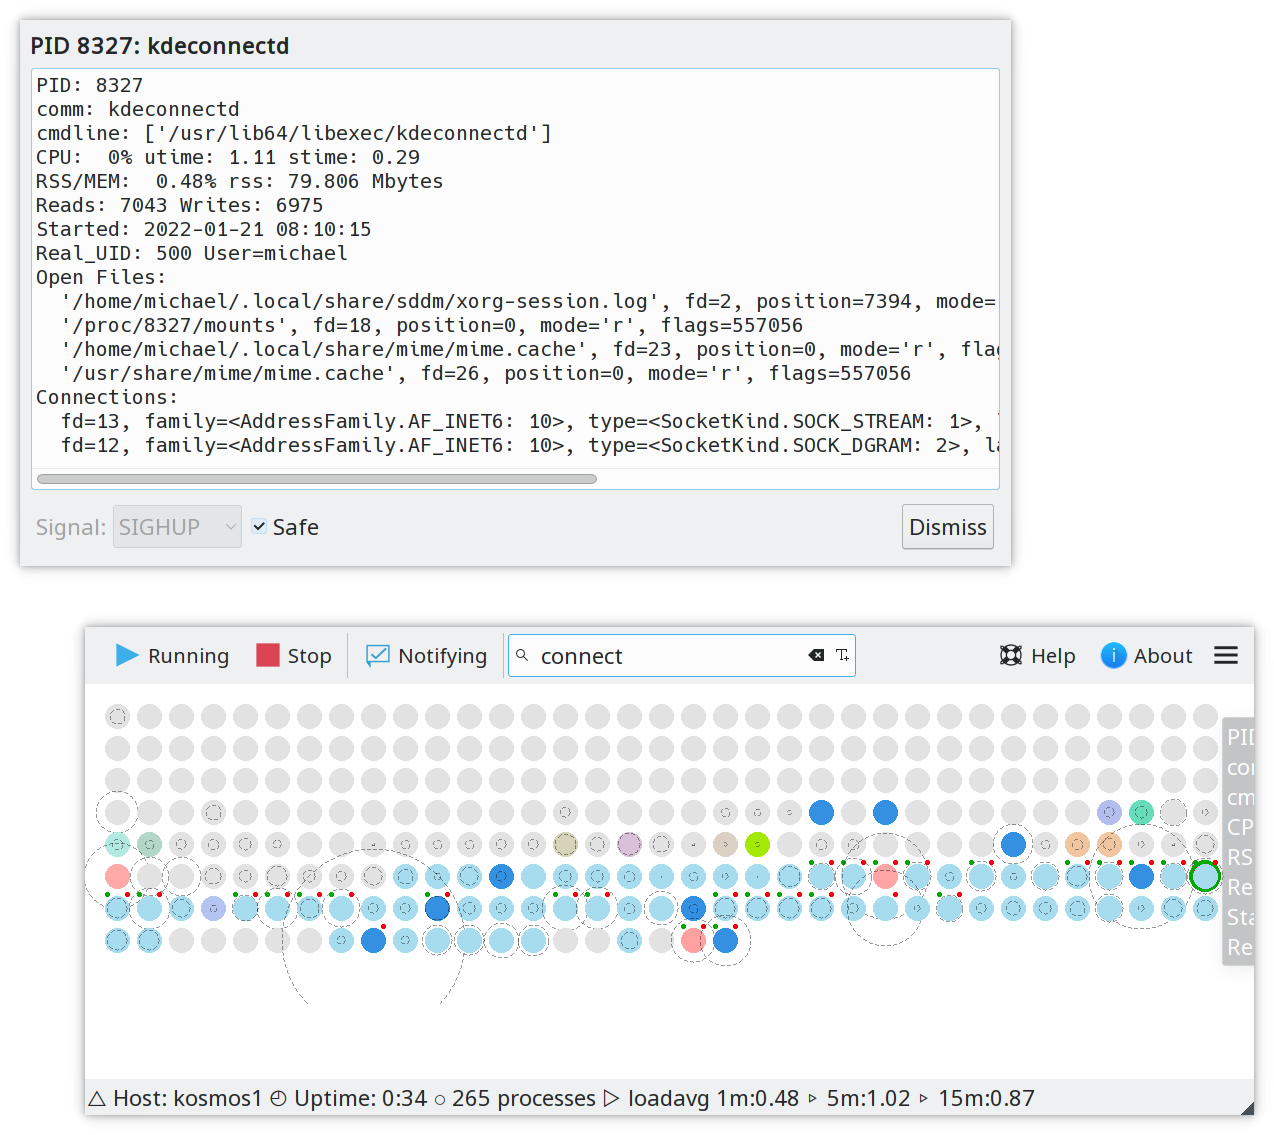 PID 8327: kdeconnectd
PID: 8327
comm: kdeconnectd
cmdline: ['/usr/lib64/libexec/kdeconnectd']
CPU:  0% utime: 1.11 stime: 0.29
RSS/MEM:  0.48% rss: 79.806 Mbytes
Reads: 7043 Writes: 6975
Started: 2022-01-21 08:10:15
Real_UID: 500 User=michael
Open Files:
'/home/michael/.local/share/sddm/xorg-session.log', fd=2, position=7394, mode=
'/proc/8327/mounts', fd=18, position=0, mode='r', flags=557056
'/home/michael/.local/share/mime/mime.cache', fd=23, position=0, mode='r', fla
'/usr/share/mime/mime.cache', fd=26, position=0, mode='r', flags=557056
Connections:
fd=13, family=<AddressFamily.AF_INET6: 10>, type=<SocketKind.SOCK_STREAM: 1>,
fd=12, family=<AddressFamily.AF_INET6: 10>, type=<SocketKind.SOCK_DGRAM: 2>, la
Signal: SIGHUP Safe Dismiss
Running Stop Notifying connect Help About
PID
com
cm
CP
RS
Re
Sta
Re
△ Host: kosmos1 ◴ Uptime: 0:34 ○ 265 processes ▷ loadavg 1m:0.48 ▹ 5m:1.02 ▹ 15m:0.87